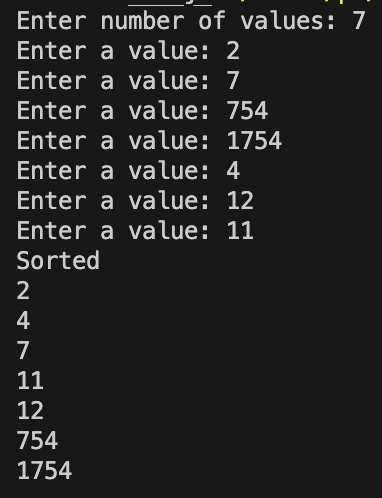 Enter number of values: 7
Enter a value: 2
Enter a value: 7
Enter a value: 754
Enter a value: 1754
Enter a value: 4
Enter a value: 12
Enter a value: 11
Sorted
2
4
7
11
12
754
1754